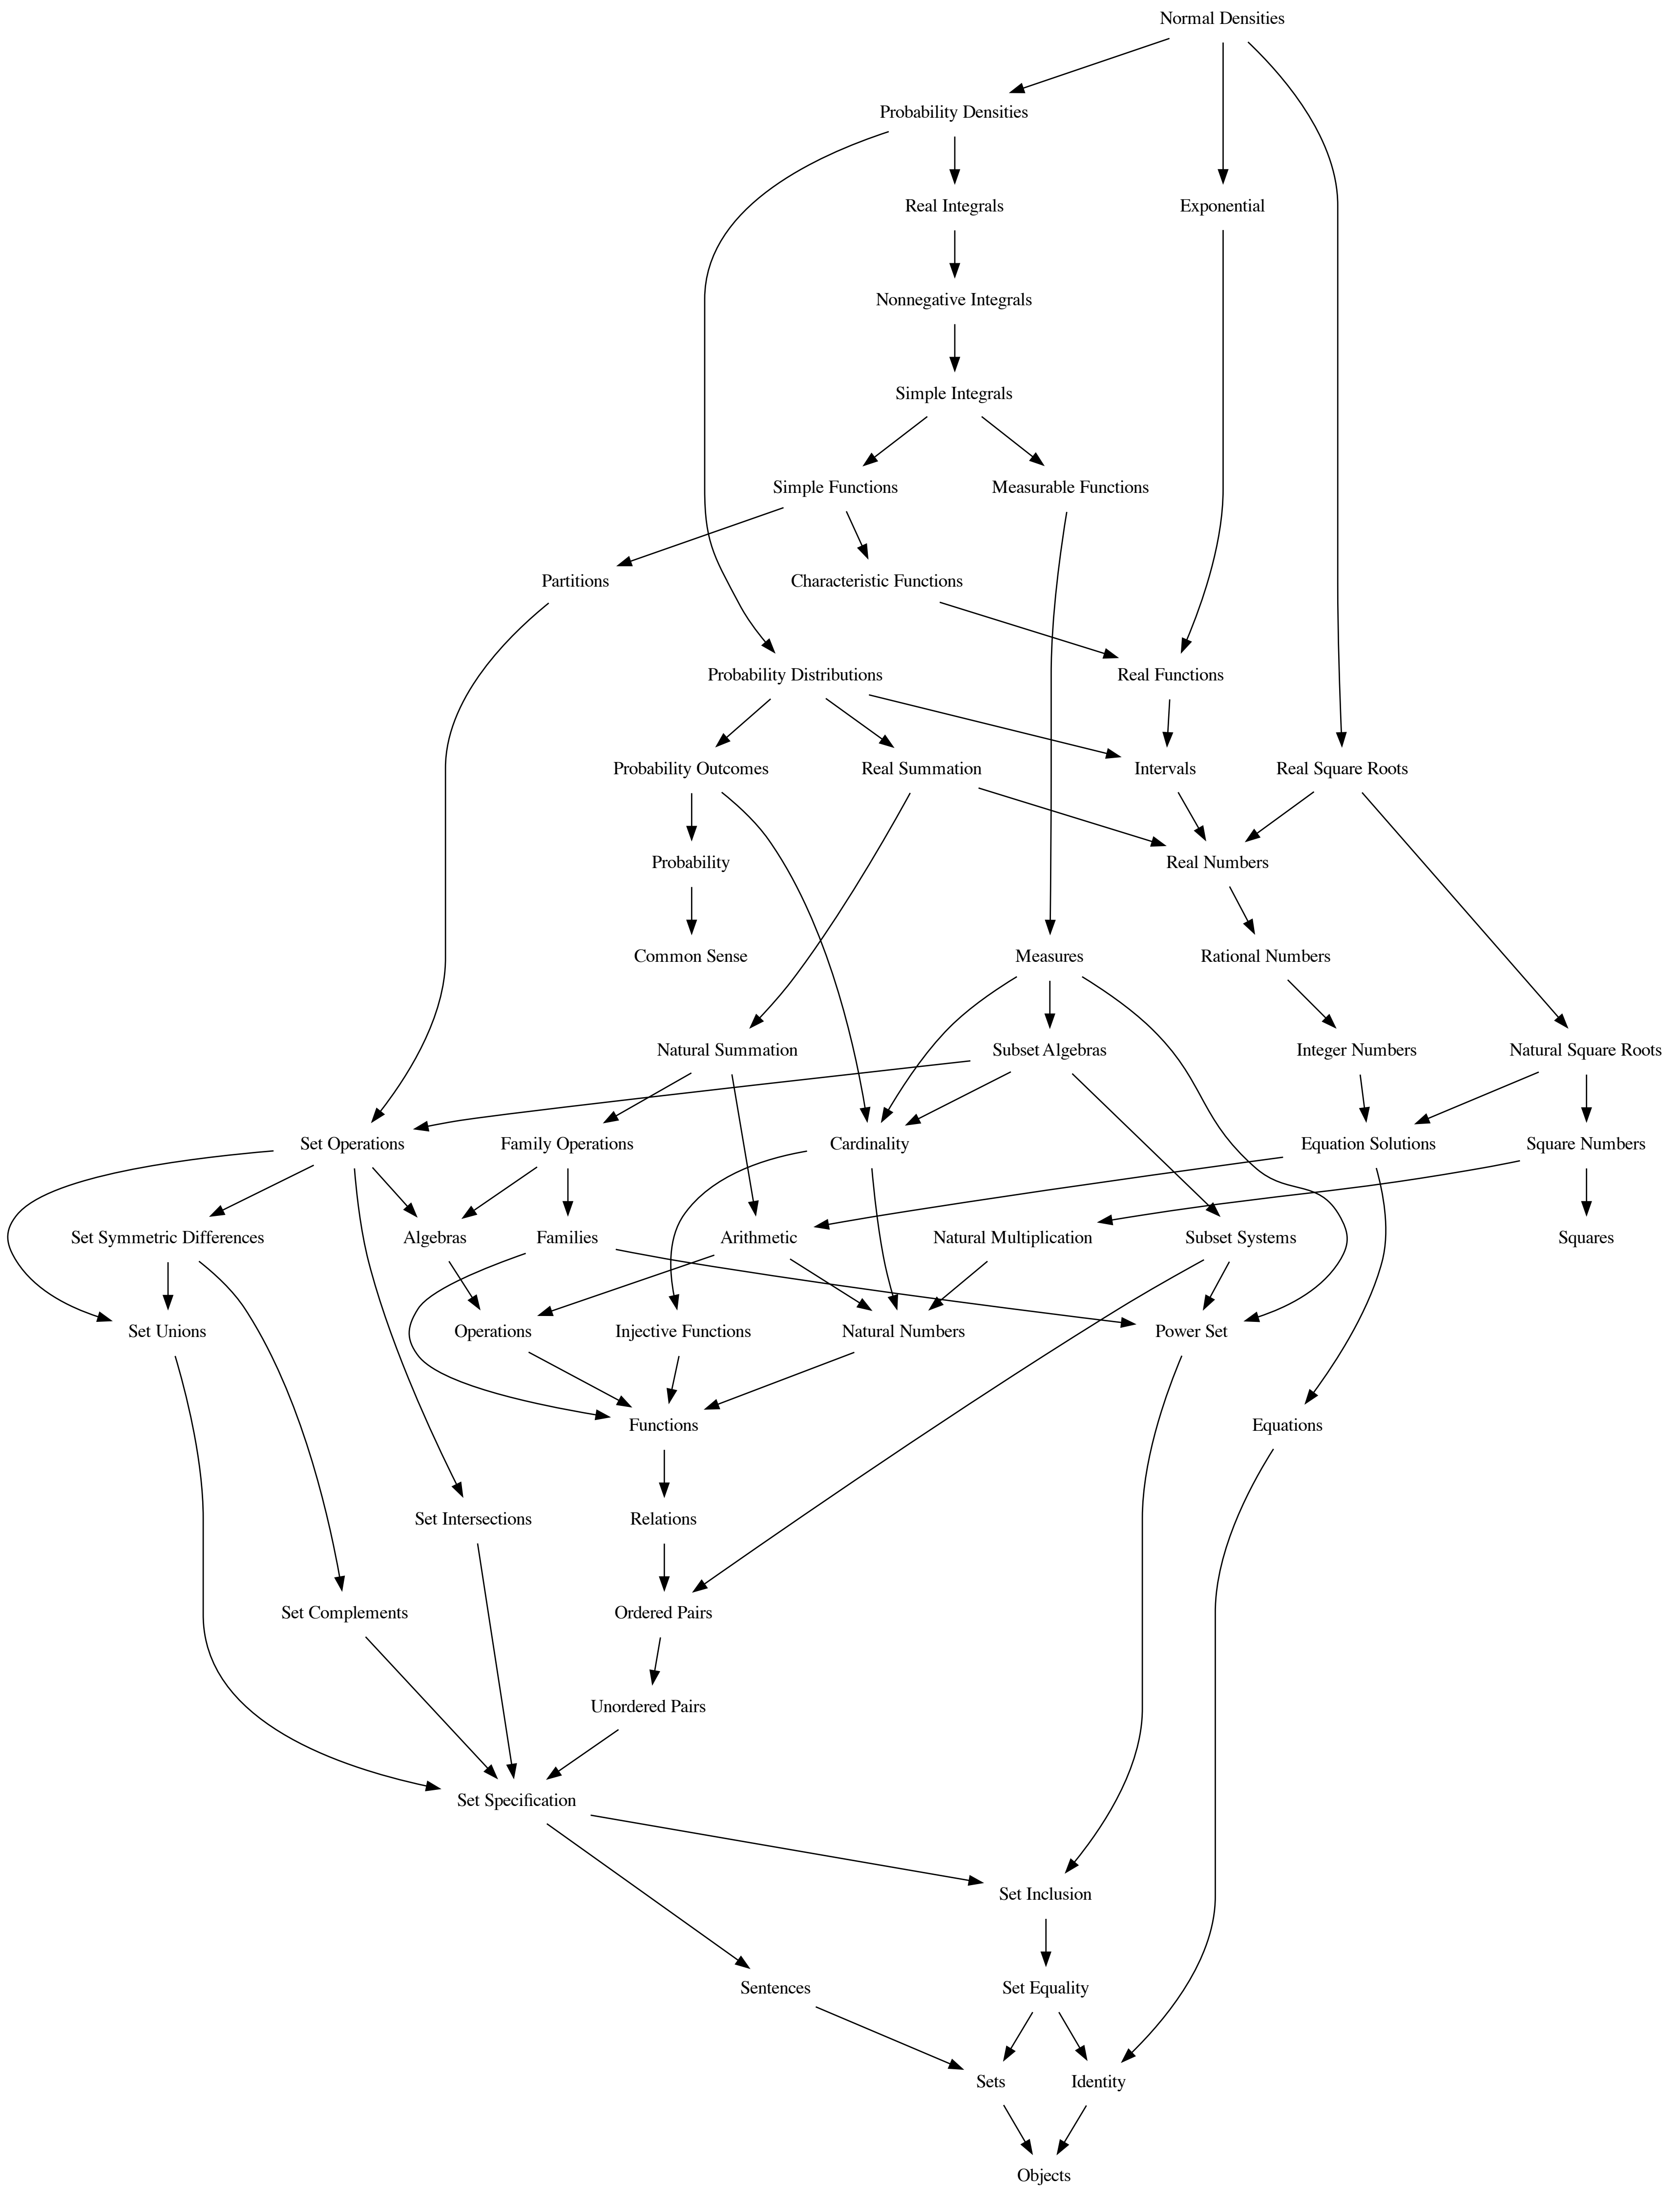 Normal Densities
Probability Densities
Real Integrals
Exponential
Nonnegative Integrals
Simple Integrals
Simple Functions
Measurable Functions
Partitions
Characteristic Functions
Probability Distributions
Real Functions
Probability Outcomes
Real Summation
Intervals
Real Square Roots
Probability
Real Numbers
Common Sense
Measures
Rational Numbers
Natural Summation
Subset Algebras
Integer Numbers
Natural Square Roots
Set Operations
Family Operations
Cardinality
Equation Solutions
Square Numbers
Set Symmetric Differences
Algebras
Families
Arithmetic
Natural Multiplication
Subset Systems
Squares
Set Unions
Operations
Injective Functions
Natural Numbers
Power Set
Functions
Equations
Set Intersections
Relations
Set Complements
Ordered Pairs
Unordered Pairs
Set Specification
Set Inclusion
Sentences
Set Equality
Sets
Identity
Objects